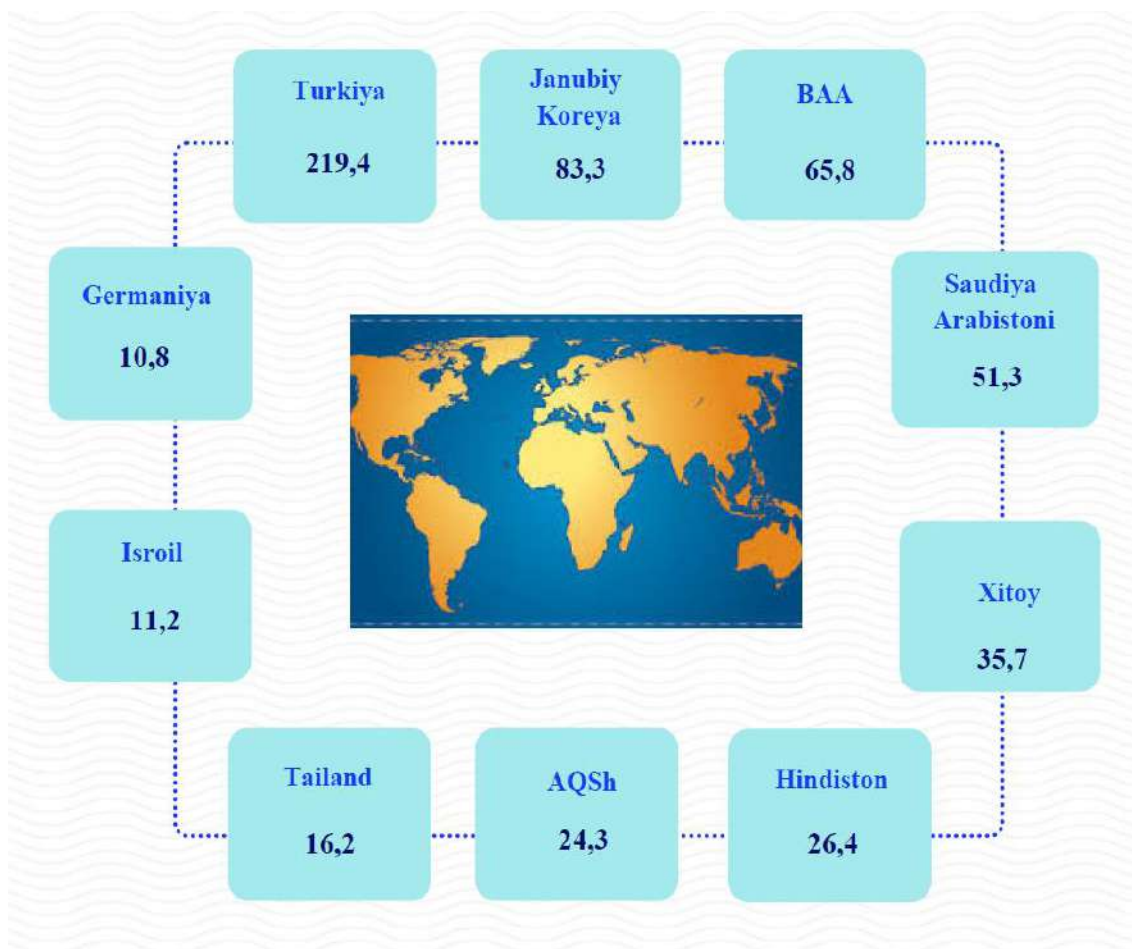 Turkiya
219,4
Janubiy
Koreya
83,3
BAA
65,8
Saudiya
Arabistoni
51,3
Xitoy
35,7
Hindiston
26,4
AQSh
24,3
Tailand
16,2
Isroil
11,2
Germaniya
10,8